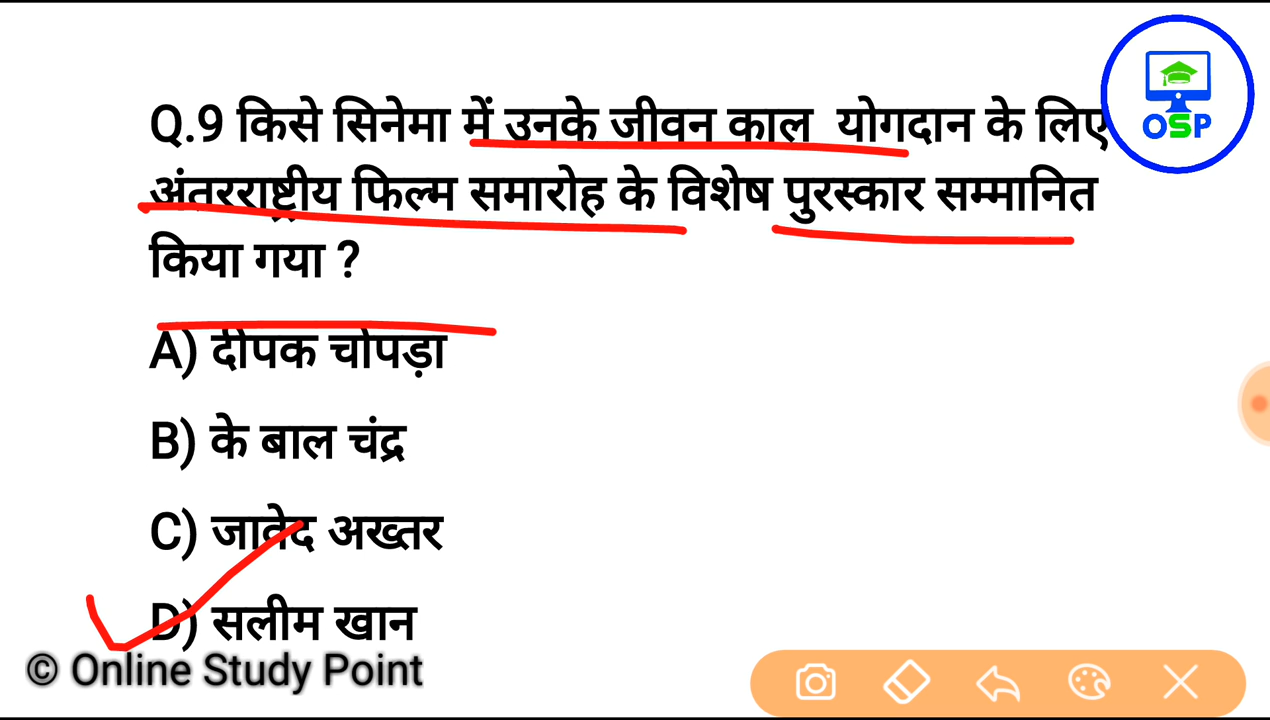 Q.9 किसे सिनेमा में उनके जीवन काल योगदान के लिए
OSP
अंतरराष्ट्रीय फिल्म समारोह के विशेष पुरस्कार सम्मानित
किया गया ?
A) दीपक चोपड़ा
B) के बाल चंद्र
C) जावेद अख्तर
D) सलीम खान
© Online Study Point